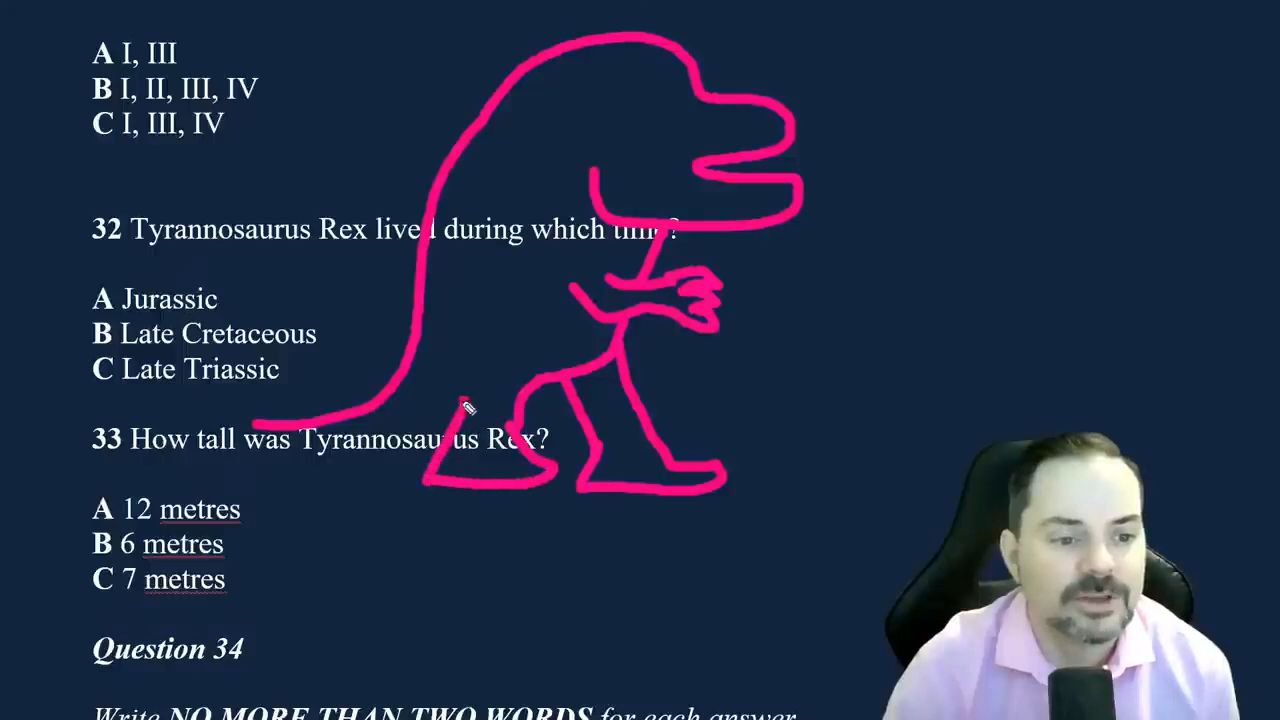 A I, III
B I, II, III, IV
C I, III, IV
32 Tyrannosaurus Rex lived during which time?
A Jurassic
B Late Cretaceous
C Late Triassic
33 How tall was Tyrannosaurus Rex?
A 12 metres
B 6 metres
C 7 metres
Question 34
Write NO MORE THAN TWO WORDS for each answer